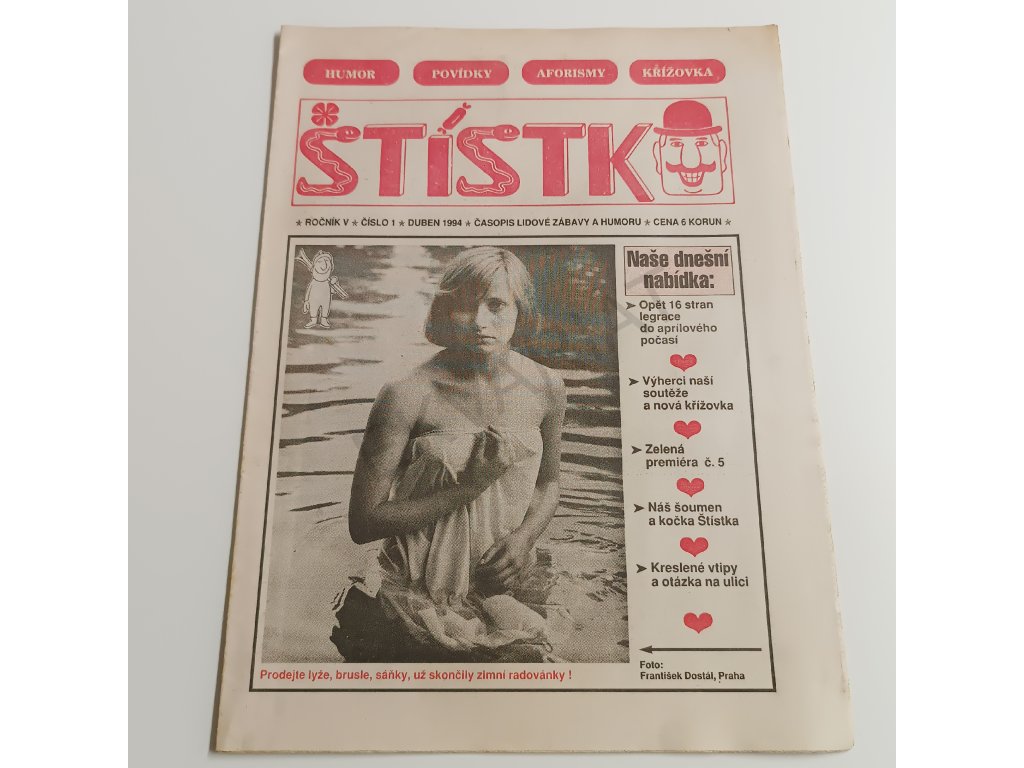 HUMOR POVÍDKY AFORISMY KŘÍŽOVKA
ŠTÍSTKO
★ ROČNÍK V ★ ČÍSLO 1 ★ DUBEN 1994 ★ ČASOPIS LIDOVÉ ZÁBAVY A HUMORU ★ CENA 6 KORUN ★
Naše dnešní
nabídka:
➤ Opět 16 stran
legrace
do aprílového
počasí
➤ Výherci naší
soutěže
a nová křížovka
➤ Zelená
premiéra č. 5
➤ Náš šoumen
a kočka Štístka
➤ Kreslené vtipy
a otázka na ulici
Foto:
František Dostál, Praha
Prodejte lyže, brusle, sáňky, už skončily zimní radovánky !